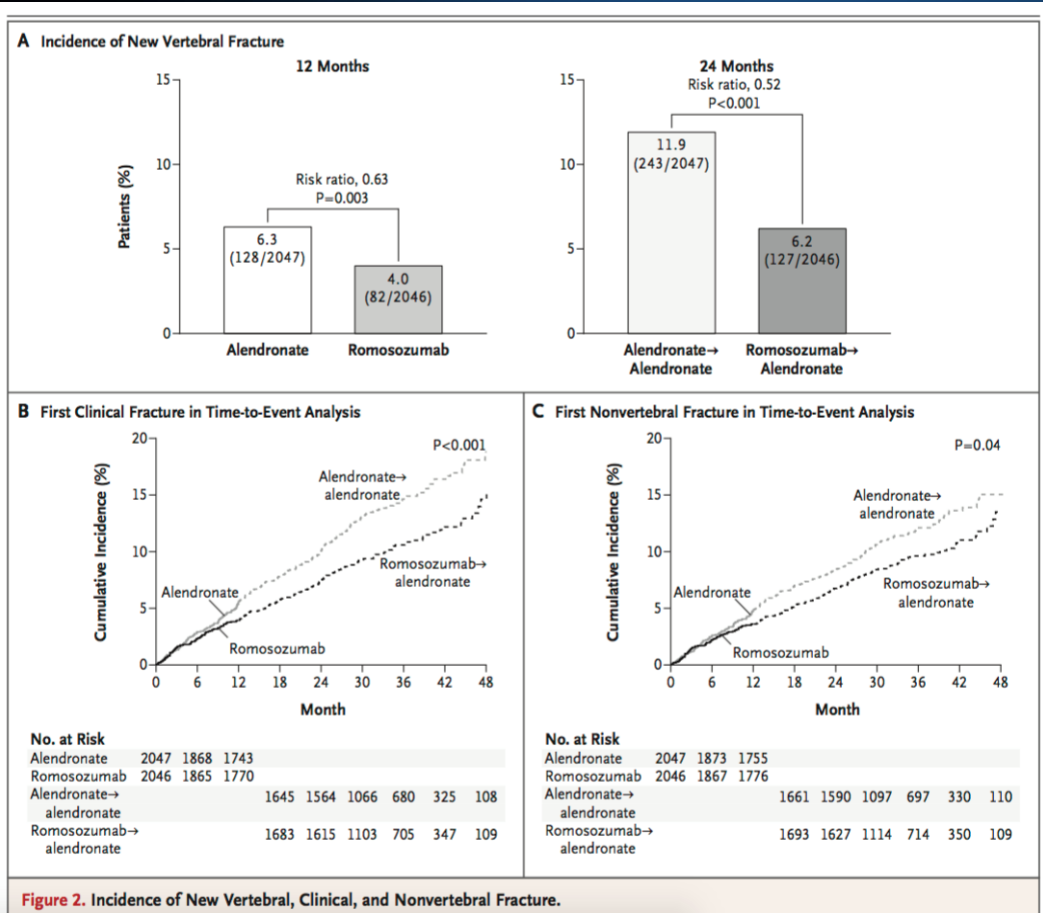 A Incidence of New Vertebral Fracture
12 Months
15
10
5
0
Patients (%)
Risk ratio, 0.63
P=0.003
6.3
(128/2047)
4.0
(82/2046)
Alendronate
Romosozumab
24 Months
Risk ratio, 0.52
P<0.001
15
10
5
0
11.9
(243/2047)
6.2
(127/2046)
Alendronate→
Alendronate
Romosozumab→
Alendronate
B First Clinical Fracture in Time-to-Event Analysis
20
15
10
5
0
Cumulative Incidence (%)
P<0.001
Alendronate→
alendronate
Romosozumab→
alendronate
Alendronate
Romosozumab
0 6 12 18 24 30 36 42 48
Month
No. at Risk
Alendronate 2047 1868 1743
Romosozumab 2046 1865 1770
Alendronate→ 1645 1564 1066 680 325 108
alendronate
Romosozumab→ 1683 1615 1103 705 347 109
alendronate
C First Nonvertebral Fracture in Time-to-Event Analysis
20
15
10
5
0
Cumulative Incidence (%)
P=0.04
Alendronate→
alendronate
Romosozumab→
alendronate
Alendronate
Romosozumab
0 6 12 18 24 30 36 42 48
Month
No. at Risk
Alendronate 2047 1873 1755
Romosozumab 2046 1867 1776
Alendronate→ 1661 1590 1097 697 330 110
alendronate
Romosozumab→ 1693 1627 1114 714 350 109
alendronate
Figure 2. Incidence of New Vertebral, Clinical, and Nonvertebral Fracture.